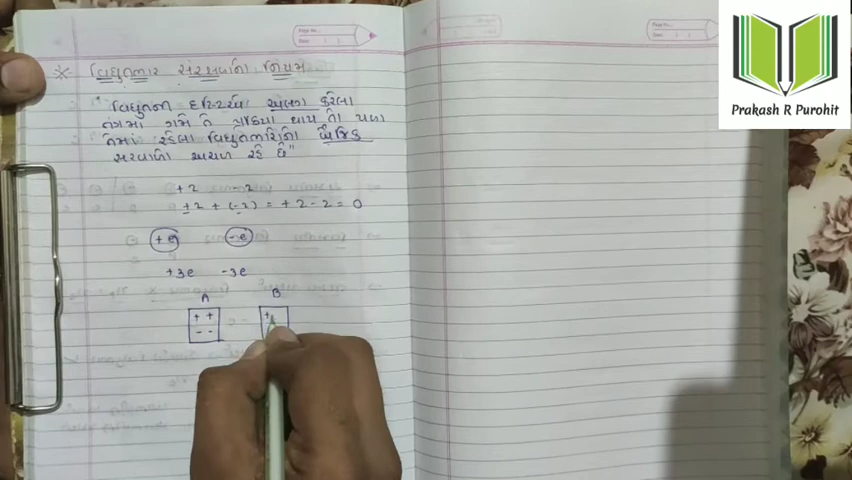 * વિદ્યુતભાર સંરક્ષણનો નિયમ
"વિદ્યુતની દૃષ્ટિએ અલગ કરેલા
તંત્રમાં ગમે તે પ્રક્રિયા થાય તો પણ
તેમાં રહેલા વિદ્યુતભારોનો બૈજિક
સરવાળો અચળ રહે છે"
+2 -2
+2 + (-2) = +2-2 = 0
+e -e
+3e -3e
A B
+ + +
- -
Prakash R Purohit